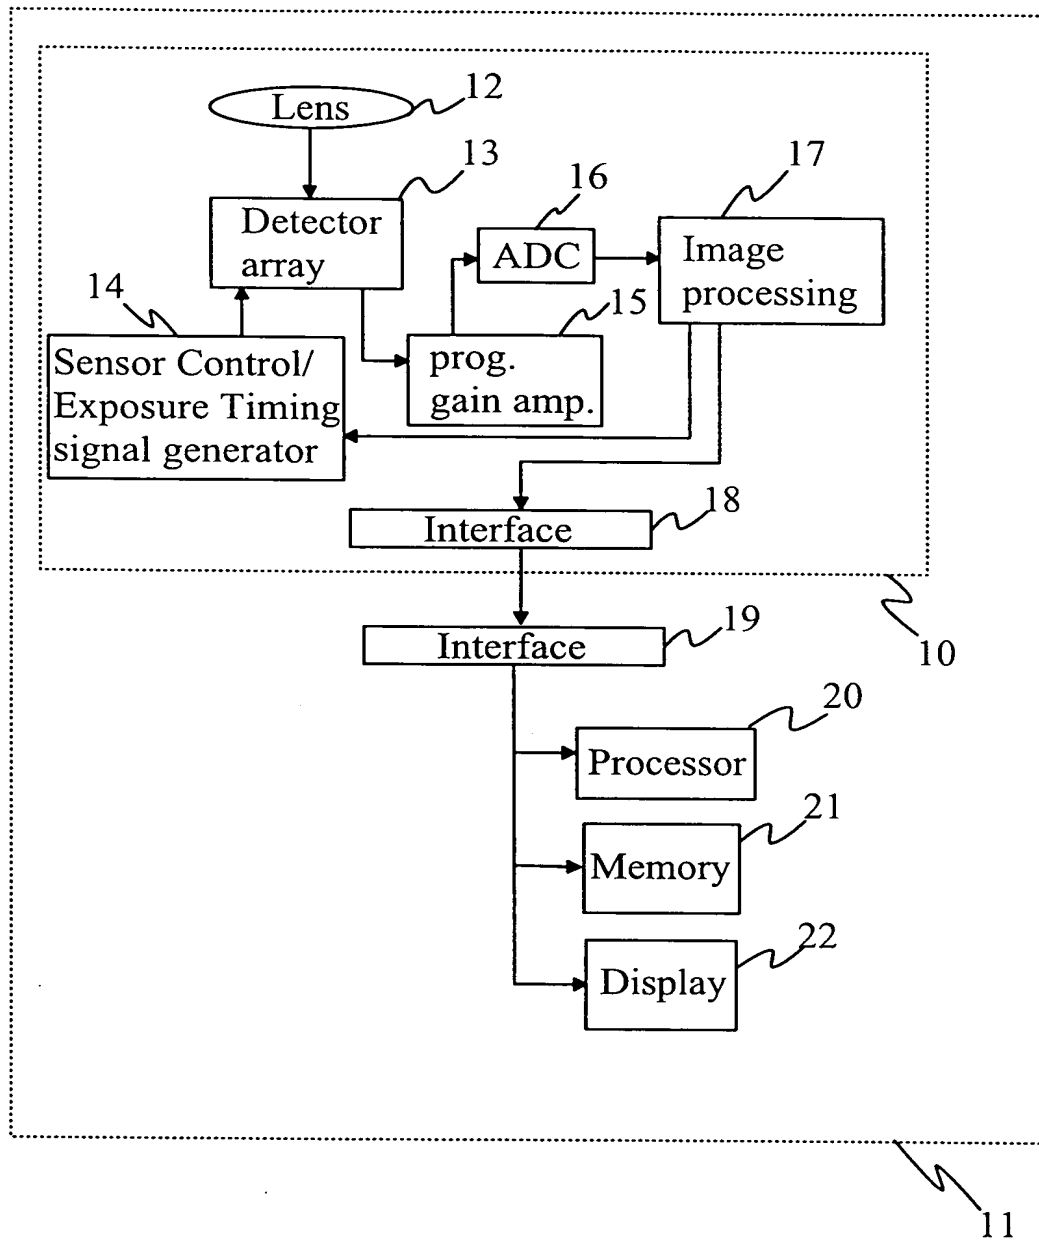 12
Lens
13
17
16
Detector
array
ADC
Image
processing
14
15
Sensor Control/
Exposure Timing
signal generator
prog.
gain amp.
18
Interface
19
Interface
10
20
Processor
21
Memory
22
Display
11